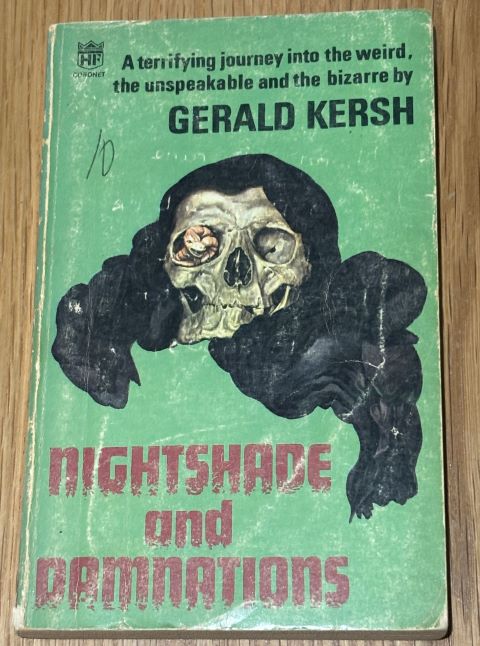 HF
CORONET
A terrifying journey into the weird,
the unspeakable and the bizarre by
GERALD KERSH
10
NIGHTSHADE
and
DAMNATIONS